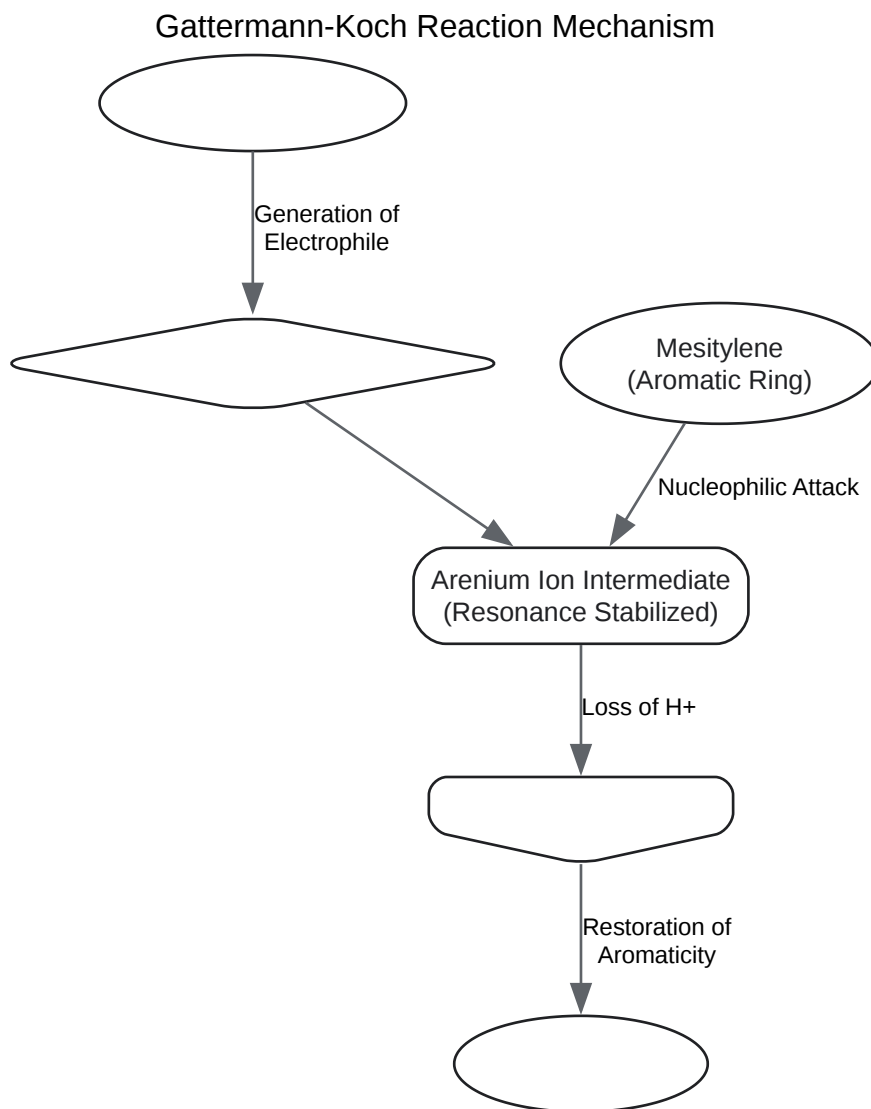 Gattermann-Koch Reaction Mechanism
Generation of
Electrophile
Mesitylene
(Aromatic Ring)
Nucleophilic Attack
Arenium Ion Intermediate
(Resonance Stabilized)
Loss of H+
Restoration of
Aromaticity